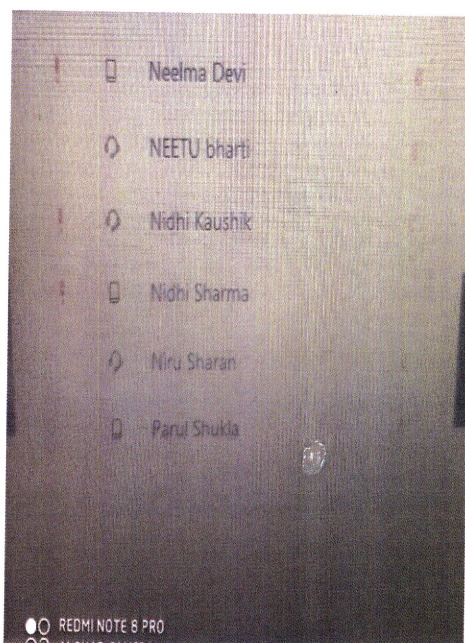 Neelma Devi
NEETU bharti
Nidhi Kaushik
Nidhi Sharma
Niru Sharan
Parul Shukla
REDMI NOTE 8 PRO